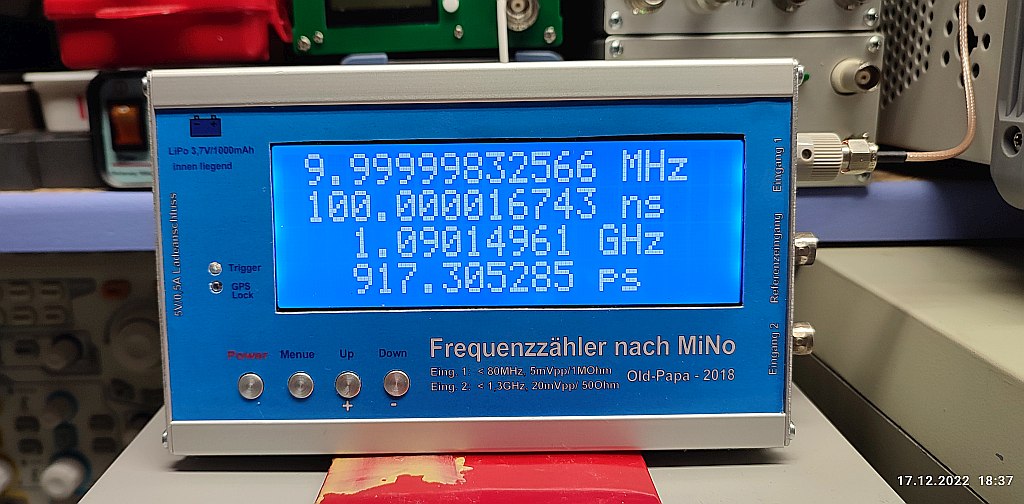 LiPo 3,7V/1000mAh
innen liegend
9.99999832566 MHz
100.000016743 ns
1.09014961 GHz
917.305285 ps
5V/0,5A Ladeanschluss
Trigger
GPS
Lock
Eingang 1
Referenzeingang
Eingang 2
Power
Menue
Up
Down
+
-
Frequenzzähler nach MiNo
Eing. 1: < 80MHz, 5mVpp/1MOhm
Eing. 2: < 1,3GHz, 20mVpp/ 50Ohm
Old-Papa - 2018
17.12.2022 18:37